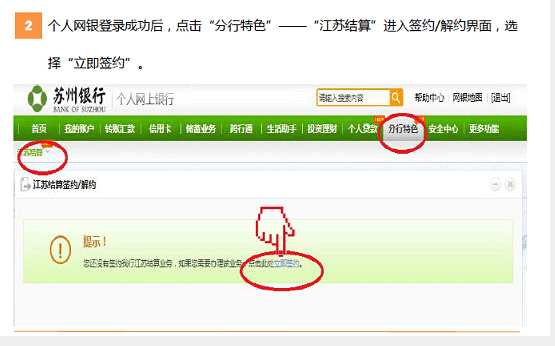 2 个人网银登录成功后，点击“分行特色”——“江苏结算”进入签约/解约界面，选
择“立即签约”。
苏州银行 个人网上银行 请输入搜索内容 帮助中心 网银地图 [退出]
BANK OF SUZHOU
首页 我的账户 转账汇款 信用卡 储蓄业务 跨行通 生活助手 投资理财 个人贷款 分行特色 安全中心 更多功能
江苏结算
江苏结算签约/解约
提示！
您还没有签约我行江苏结算业务，如果您需要办理该业务，点击此处立即签约。